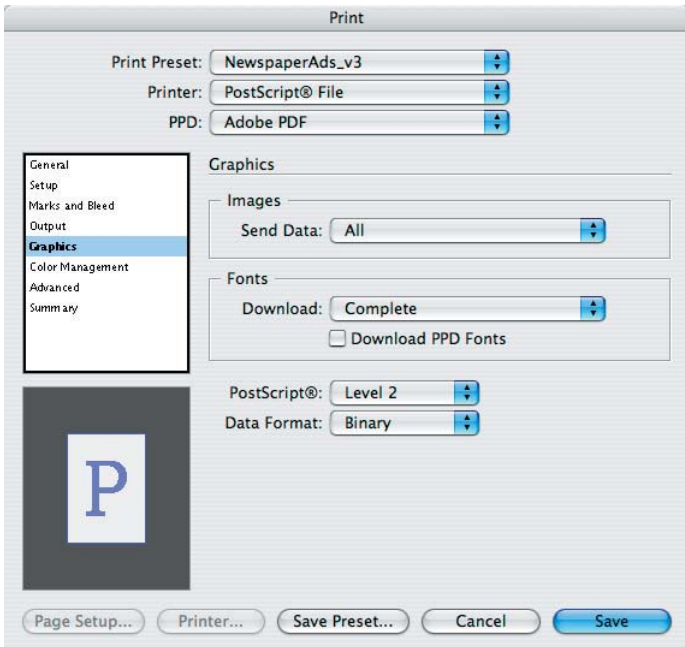 Print
Print Preset: NewspaperAds_v3
Printer: PostScript® File
PPD: Adobe PDF
General
Setup
Marks and Bleed
Output
Graphics
Color Management
Advanced
Summary
Graphics
Images
Send Data: All
Fonts
Download: Complete
Download PPD Fonts
PostScript®: Level 2
Data Format: Binary
P
Page Setup... Printer... Save Preset... Cancel Save